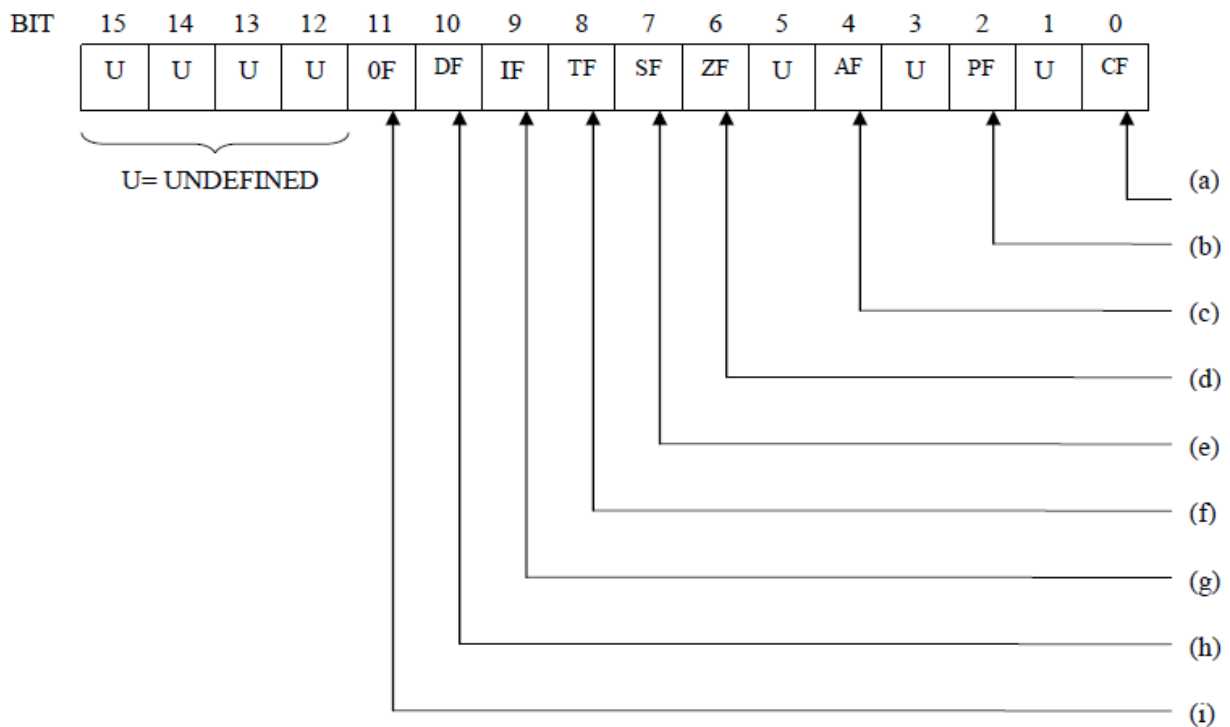 BIT 15 14 13 12 11 10 9 8 7 6 5 4 3 2 1 0
U U U U 0F DF IF TF SF ZF U AF U PF U CF
U= UNDEFINED
(a)
(b)
(c)
(d)
(e)
(f)
(g)
(h)
(i)